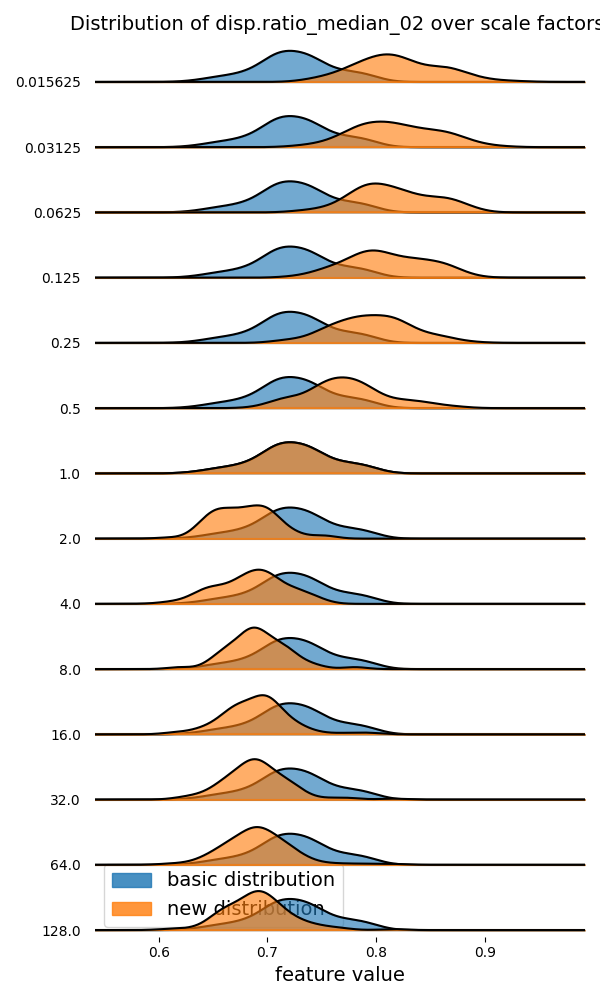 Distribution of disp.ratio_median_02 over scale factors
0.015625
0.03125
0.0625
0.125
0.25
0.5
1.0
2.0
4.0
8.0
16.0
32.0
64.0
basic distribution
new distribution
128.0
0.6 0.7 0.8 0.9
feature value